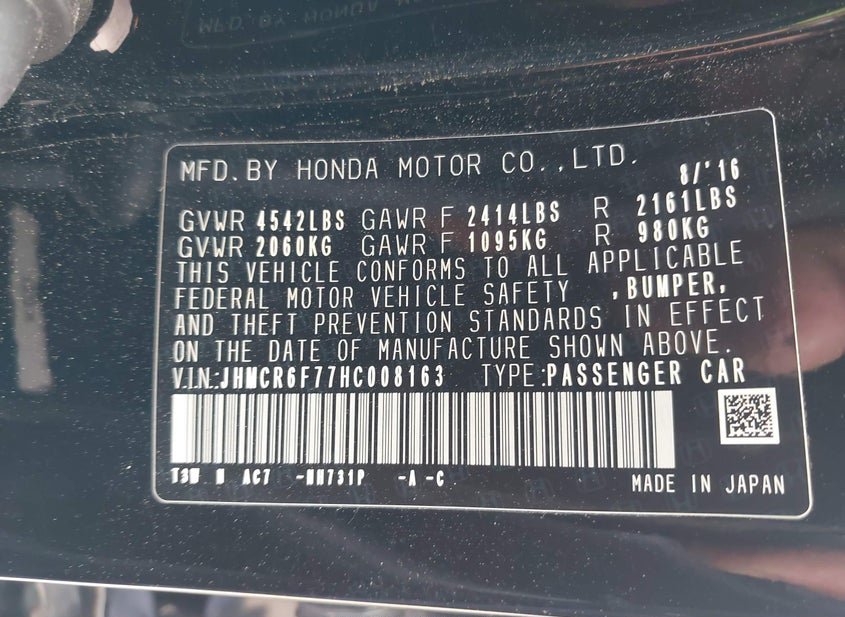 MFD. BY HONDA MOTOR CO., LTD. 8/'16
GVWR 4542LBS GAWR F 2414LBS R 2161LBS
GVWR 2060KG GAWR F 1095KG R 980KG
THIS VEHICLE CONFORMS TO ALL APPLICABLE
FEDERAL MOTOR VEHICLE SAFETY ,BUMPER,
AND THEFT PREVENTION STANDARDS IN EFFECT
ON THE DATE OF MANUFACTURE SHOWN ABOVE.
V.I.N.:JHMCR6F77HC008163 TYPE:PASSENGER CAR
AC7 -NH731P -A -C
MADE IN JAPAN